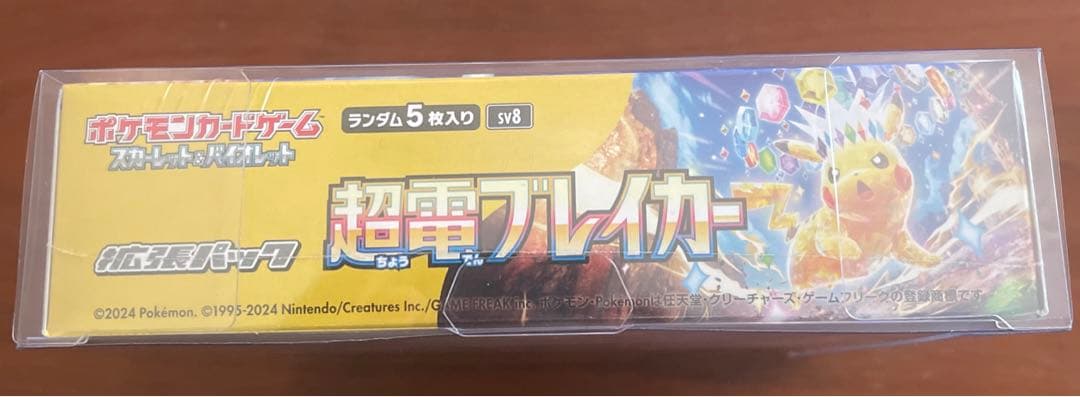 ポケモンカードゲーム
スカーレット&バイオレット
ランダム5枚入り SV8
超電ブレイカー
ちょう でん
拡張パック
©2024 Pokémon. ©1995-2024 Nintendo/Creatures Inc./GAME FREAK inc. ポケモン・Pokémonは任天堂・クリーチャーズ・ゲームフリークの登録商標です